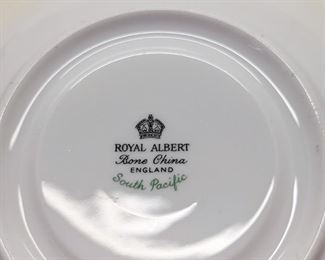 ROYAL ALBERT
Bone China
ENGLAND
South Pacific